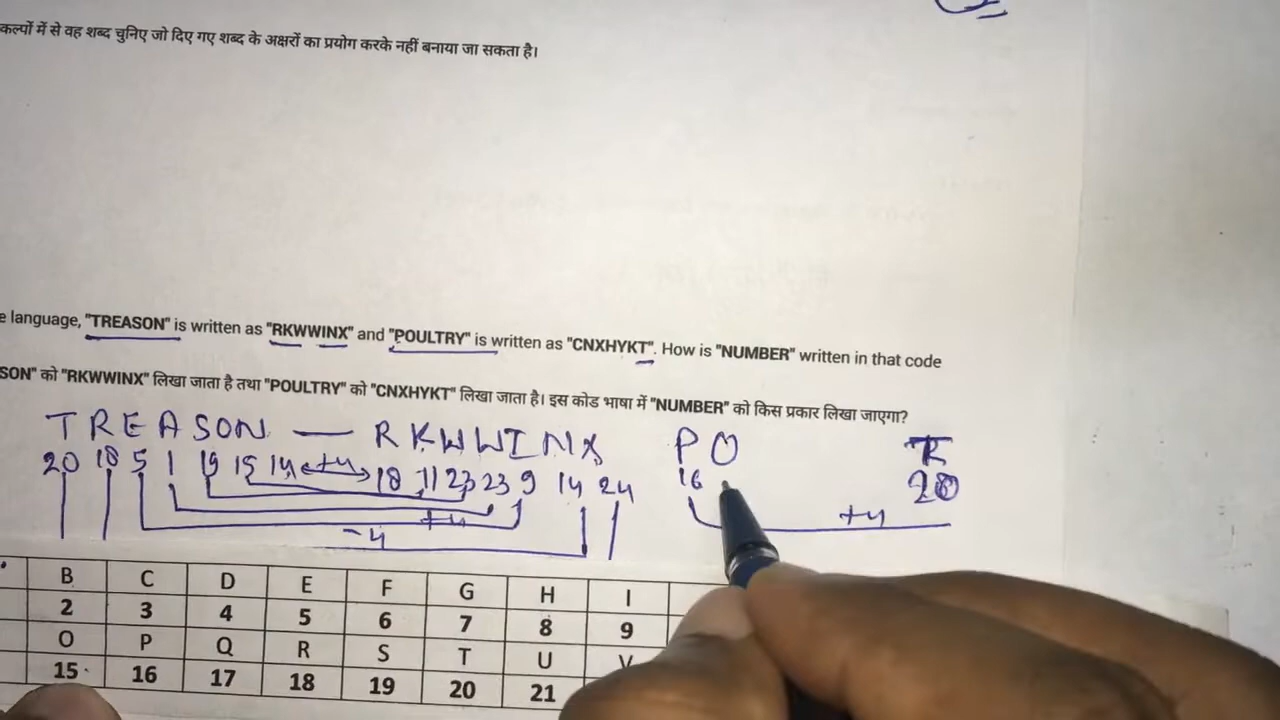 कल्पों में से वह शब्द चुनिए जो दिए गए शब्द के अक्षरों का प्रयोग करके नहीं बनाया जा सकता है।
e language, "TREASON" is written as "RKWWINX" and "POULTRY" is written as "CNXHYKT". How is "NUMBER" written in that code
SON" को "RKWWINX" लिखा जाता है तथा "POULTRY" को "CNXHYKT" लिखा जाता है। इस कोड भाषा में "NUMBER" को किस प्रकार लिखा जाएगा?
TREASON — RKWWINX PO T
20 18 5 1 19 15 14 +4 18 11 23 23 9 14 24 16 20
+4 +4
-4
B C D E F G H I
2 3 4 5 6 7 8 9
O P Q R S T U V
15 16 17 18 19 20 21